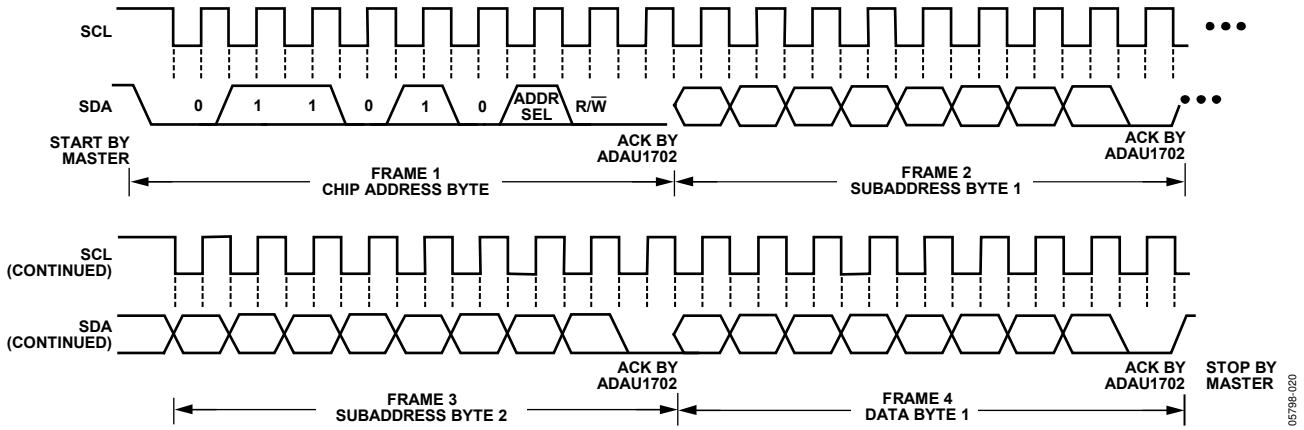 SCL
SDA
0 1 1 0 1 0 ADDR SEL R/W̅
START BY
MASTER
ACK BY
ADAU1702
ACK BY
ADAU1702
FRAME 1
CHIP ADDRESS BYTE
FRAME 2
SUBADDRESS BYTE 1
SCL
(CONTINUED)
SDA
(CONTINUED)
ACK BY
ADAU1702
ACK BY
ADAU1702
STOP BY
MASTER
FRAME 3
SUBADDRESS BYTE 2
FRAME 4
DATA BYTE 1
05798-020